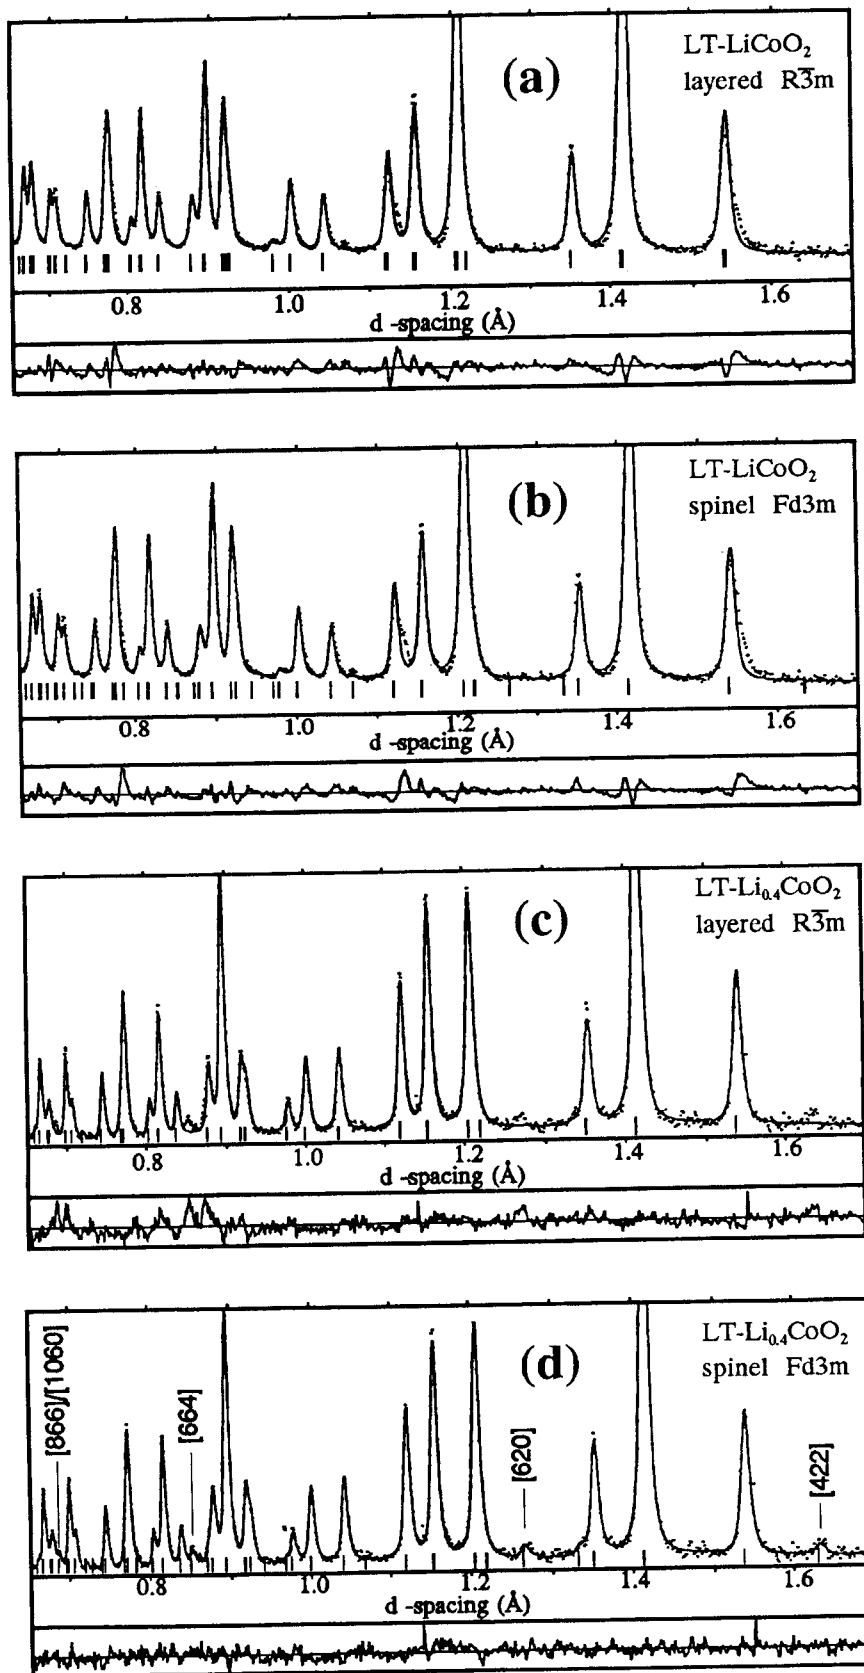 (a)
LT-LiCoO₂
layered R3̅m
0.8 1.0 1.2 1.4 1.6
d -spacing (Å)
(b)
LT-LiCoO₂
spinel Fd3m
0.8 1.0 1.2 1.4 1.6
d -spacing (Å)
(c)
LT-Li₀.₄CoO₂
layered R3̅m
0.8 1.0 1.2 1.4 1.6
d -spacing (Å)
(d)
LT-Li₀.₄CoO₂
spinel Fd3m
[866]/[1060]
[664]
[620]
[422]
0.8 1.0 1.2 1.4 1.6
d -spacing (Å)